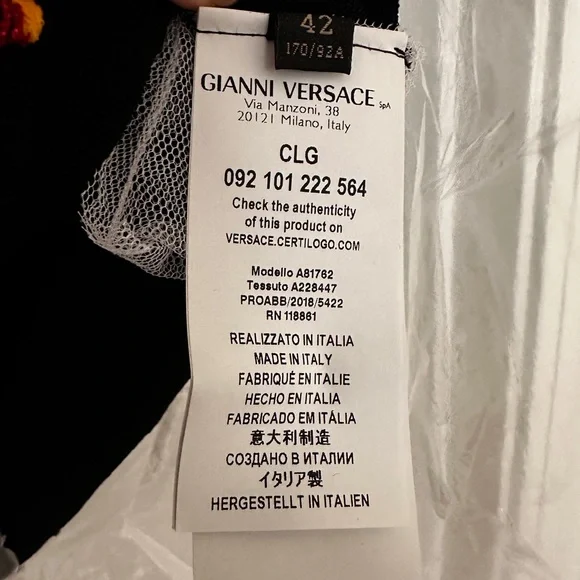 42
170/92A
GIANNI VERSACE SpA
Via Manzoni, 38
20121 Milano, Italy
CLG
092 101 222 564
Check the authenticity
of this product on
VERSACE.CERTILOGO.COM
Modello A81762
Tessuto A228447
PROABB/2018/5422
RN 118861
REALIZZATO IN ITALIA
MADE IN ITALY
FABRIQUÉ EN ITALIE
HECHO EN ITALIA
FABRICADO EM ITÁLIA
意大利制造
СОЗДАНО В ИТАЛИИ
イタリア製
HERGESTELLT IN ITALIEN